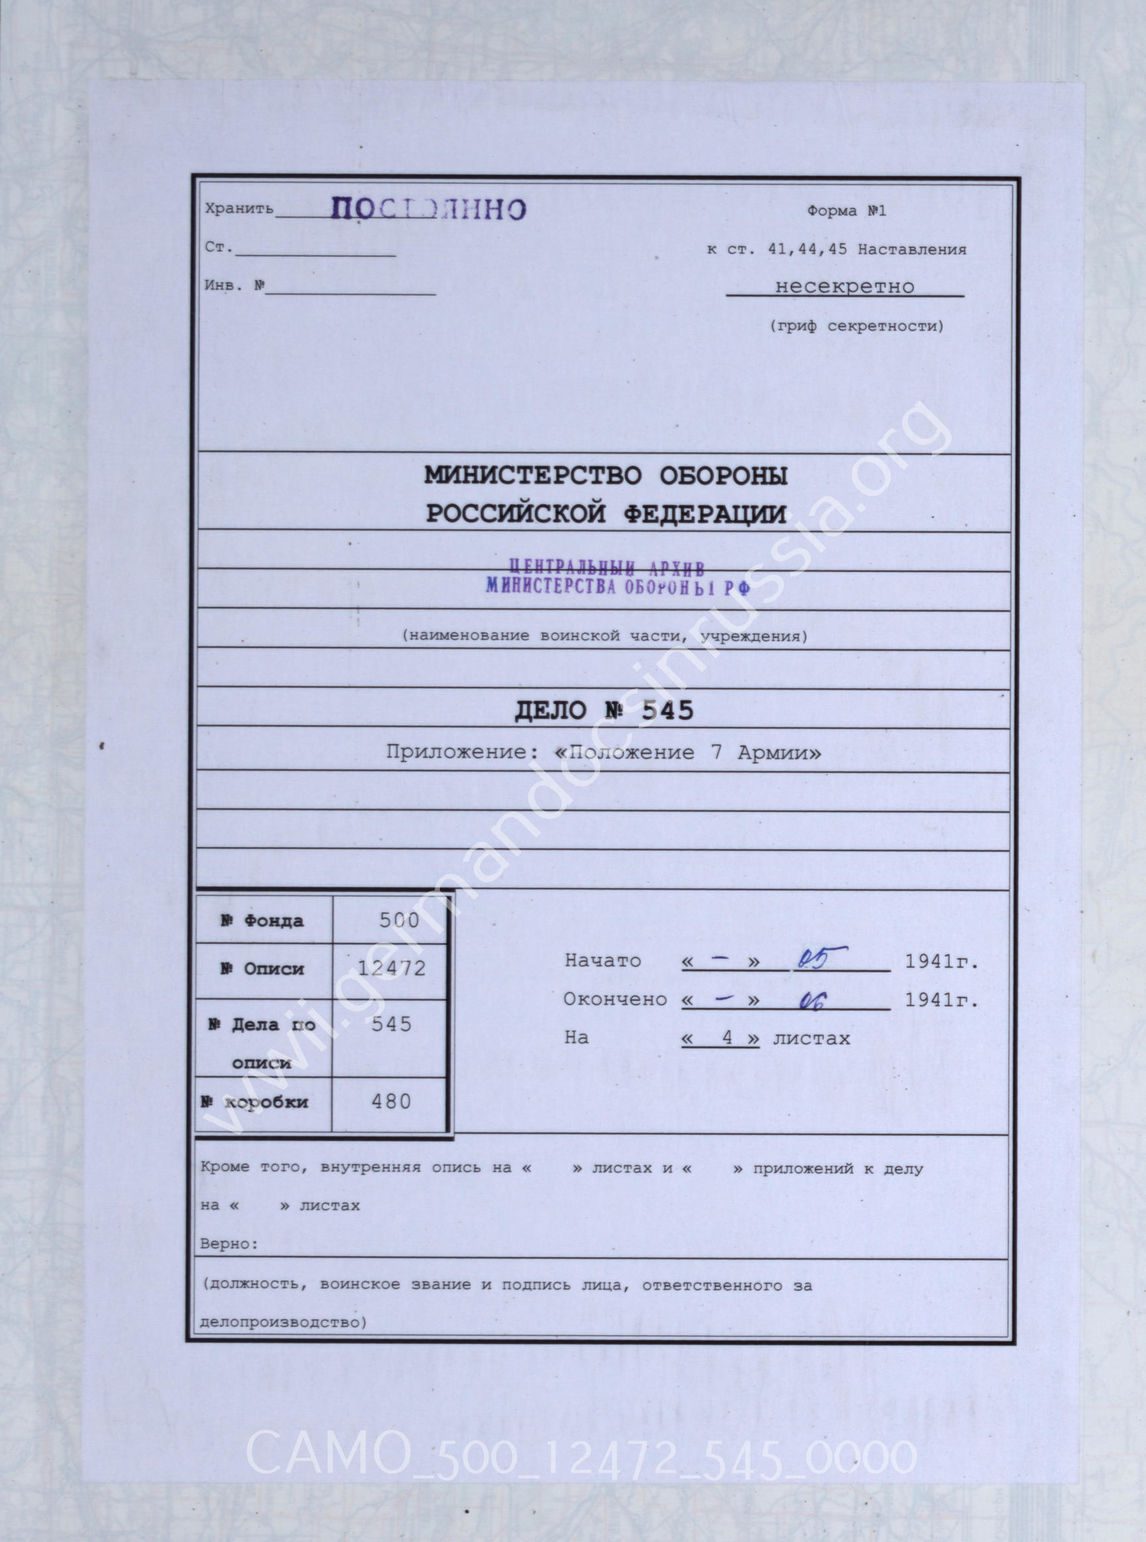 Хранить ПОСТОЯННО
Форма №1
Ст.
к ст. 41,44,45 Наставления
Инв. №
несекретно
(гриф секретности)
МИНИСТЕРСТВО ОБОРОНЫ
РОССИЙСКОЙ ФЕДЕРАЦИИ
ЦЕНТРАЛЬНЫЙ АРХИВ
МИНИСТЕРСТВА ОБОРОНЫ РФ
(наименование воинской части, учреждения)
ДЕЛО № 545
Приложение: «Положение 7 Армии»
№ Фонда 500
№ Описи 12472
№ Дела по описи 545
№ коробки 480
Начато « – » 05 1941г.
Окончено « – » 06 1941г.
На « 4 » листах
Кроме того, внутренняя опись на « » листах и « » приложений к делу
на « » листах
Верно:
(должность, воинское звание и подпись лица, ответственного за
делопроизводство)
www.germandocsinrussia.org
CAMO_500_12472_545_0000